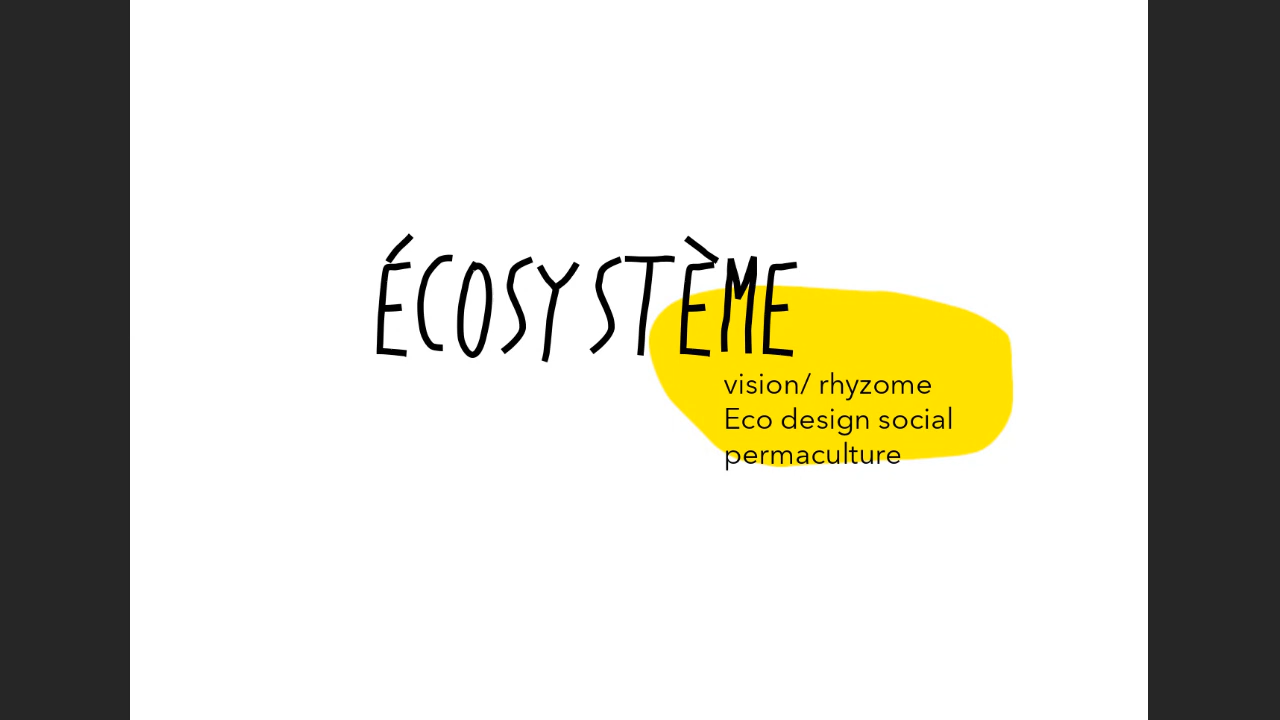 ÉCOSYSTÈME
vision/ rhyzome
Eco design social
permaculture